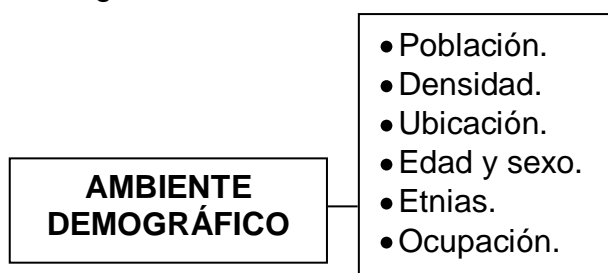 • Población.
• Densidad.
• Ubicación.
• Edad y sexo.
• Etnias.
• Ocupación.
AMBIENTE
DEMOGRÁFICO